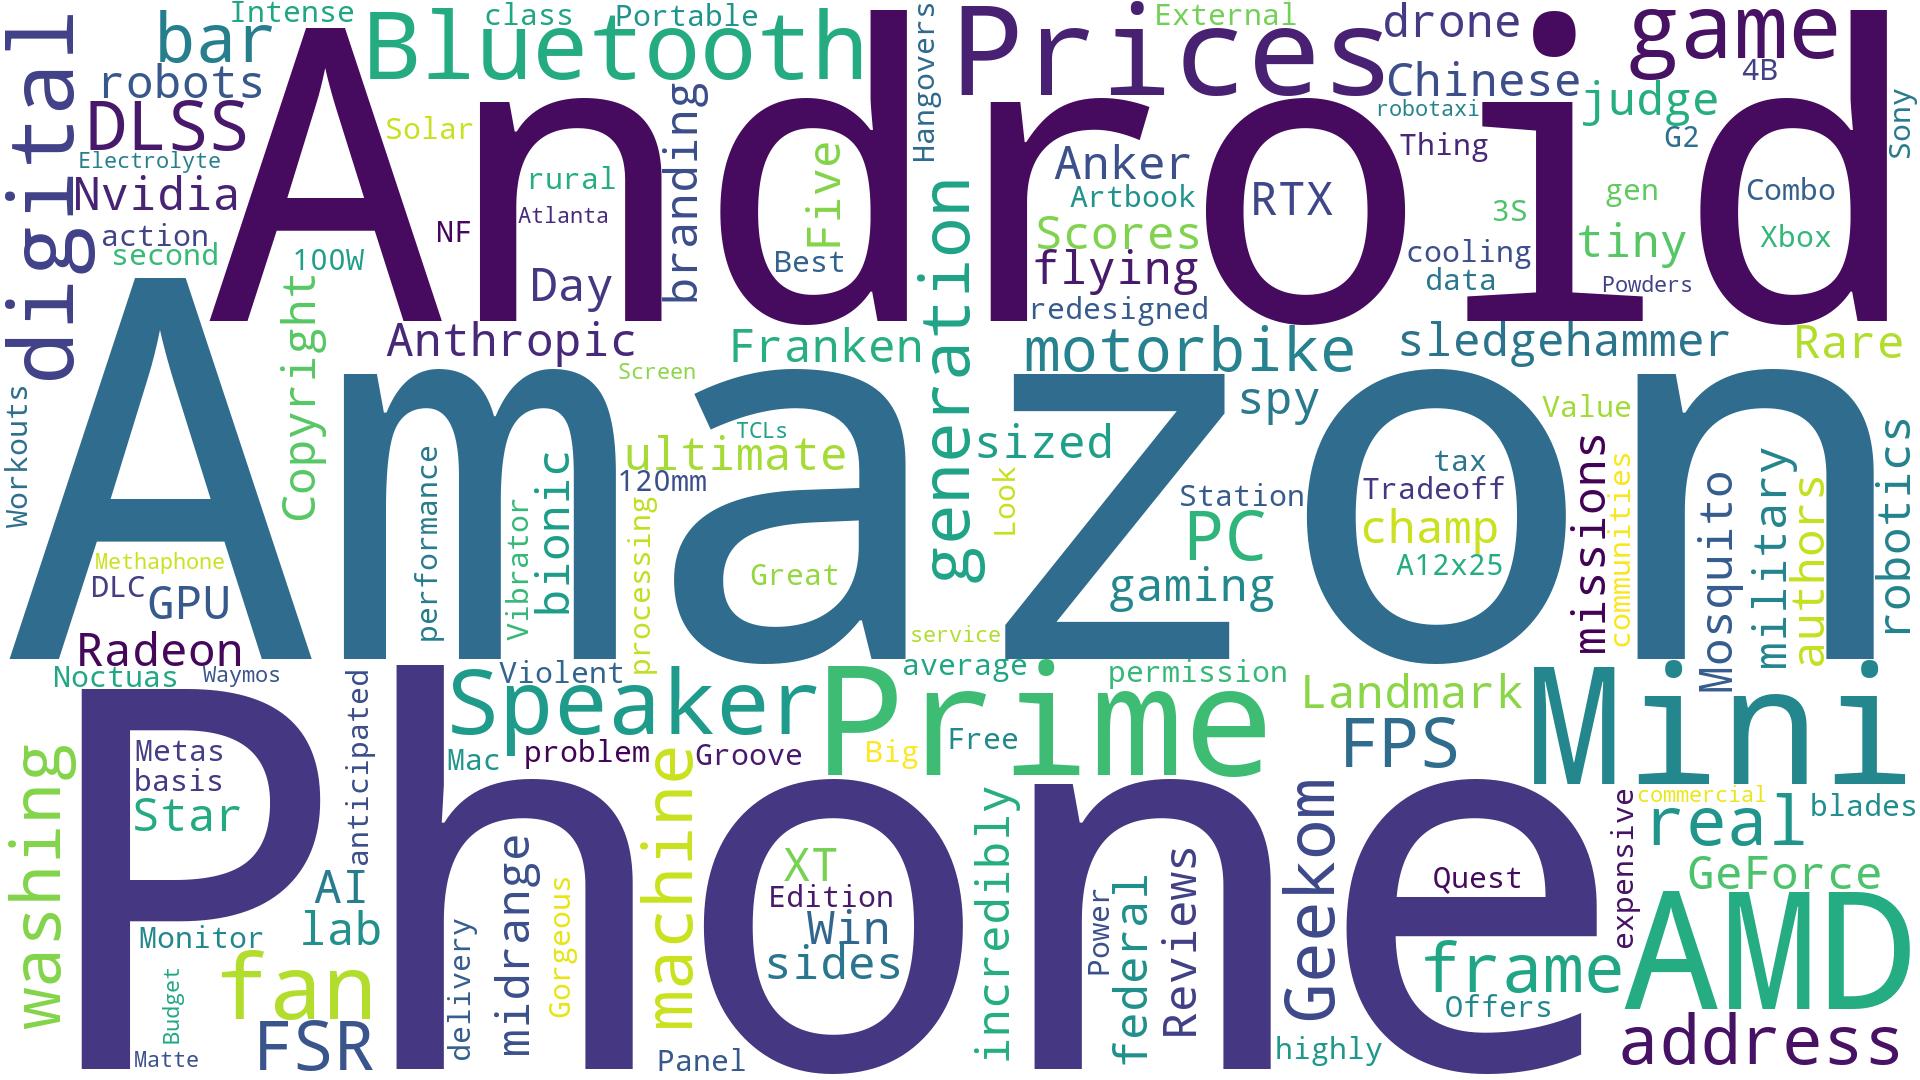 Intense
class
Portable
External
drone
game
bar
Bluetooth
Prices
Hangovers
digital
robots
Chinese
4B
DLSS
Android
robotaxi
judge
Sony
Solar
branding
Thing
G2
Electrolyte
Five
Anker
Nvidia
rural
Artbook
RTX
gen
Combo
3S
action
NF
Atlanta
Scores
tiny
Xbox
second
100W
Best
flying
cooling
Day
generation
data
Powders
Copyright
redesigned
Anthropic
Franken
motorbike
sledgehammer
Rare
Screen
Workouts
Amazon
spy
Value
TCLs
ultimate
sized
missions
communities
robotics
performance
bionic
120mm
Look
Station
tax
Tradeoff
Mosquito
military
authors
Vibrator
processing
PC
champ
Methaphone
DLC
GPU
Great
gaming
A12x25
Radeon
service
Noctuas
Waymos
Violent
average
permission
anticipated
Speaker
Prime
Landmark
Mini
washing
Metas
Mac
problem
Groove
Big
Free
FPS
basis
Star
Phone
machine
incredibly
Geekom
expensive
commercial
real
blades
AI
midrange
XT
Reviews
Quest
GeForce
lab
Monitor
Gorgeous
Edition
Power
federal
AMD
delivery
Win
sides
fan
frame
Budget
Offers
FSR
Matte
Panel
highly
address